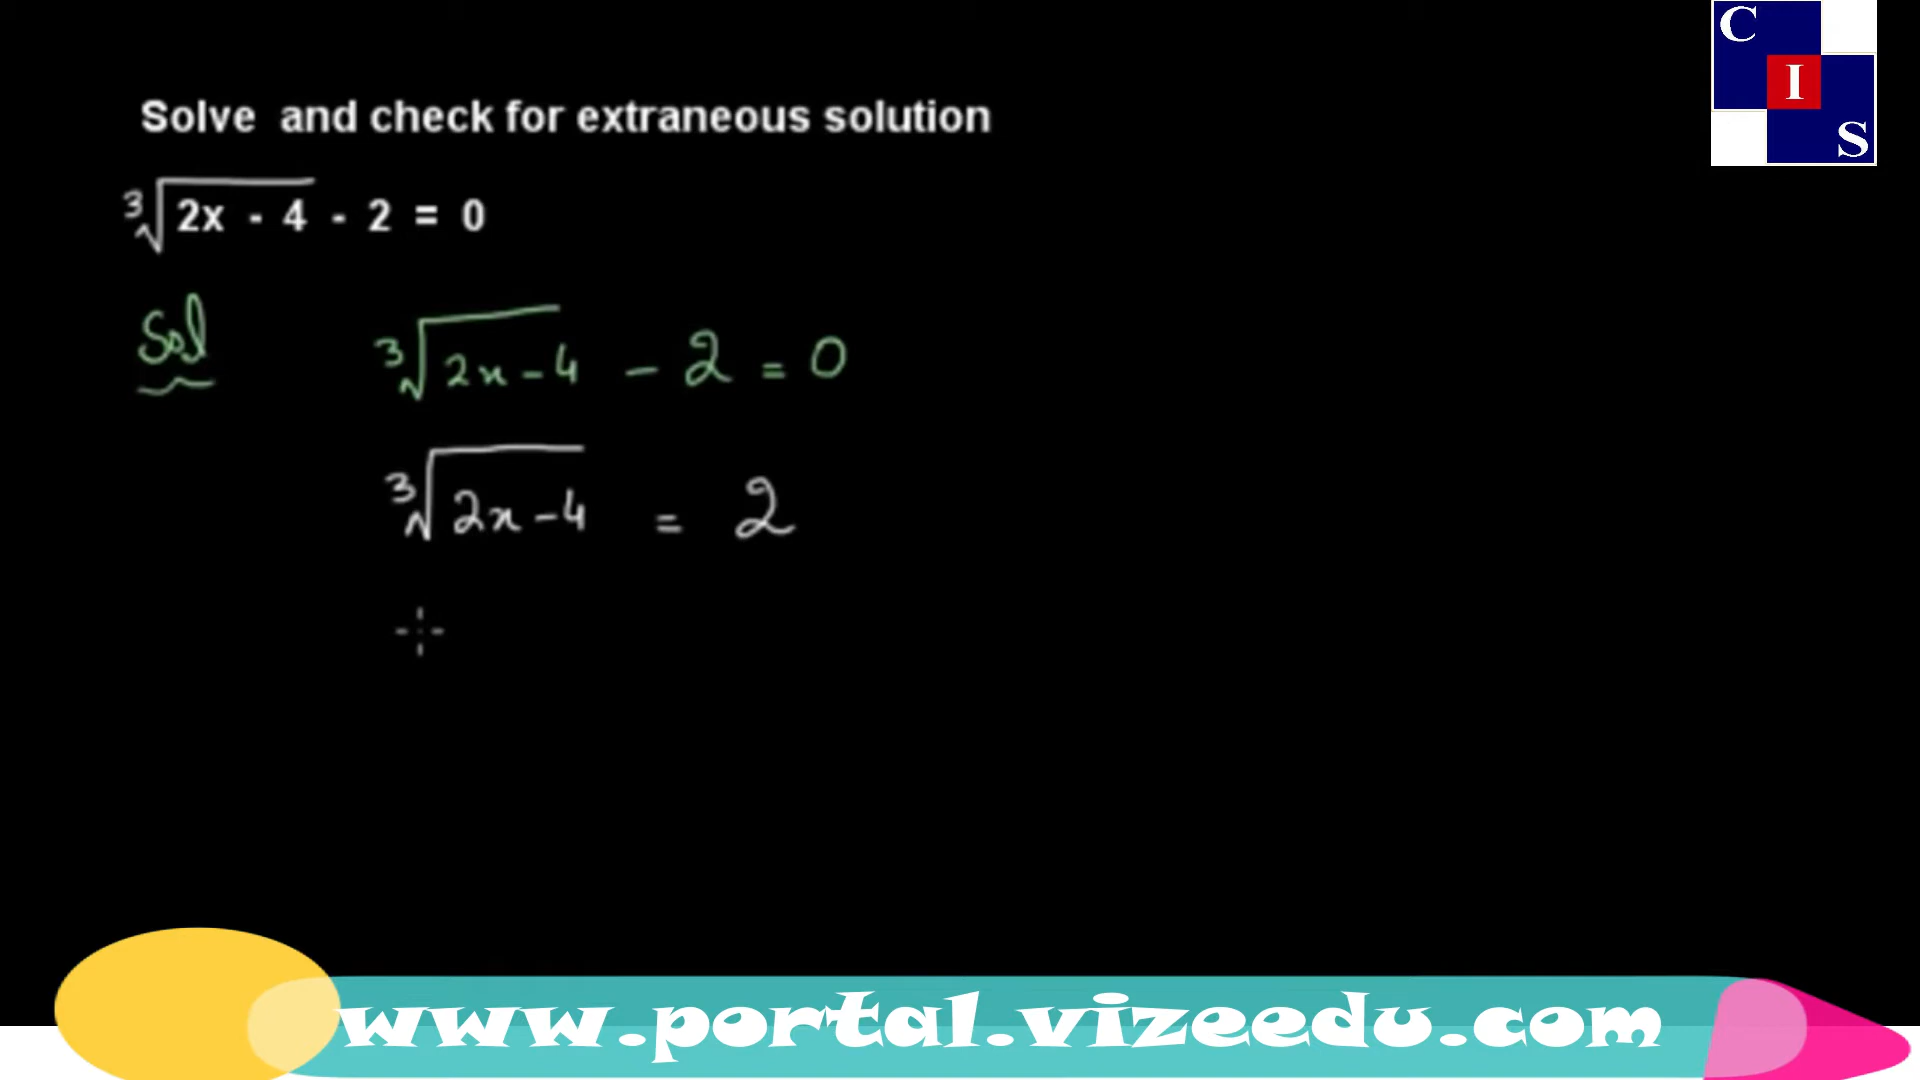 C
I
S
Solve and check for extraneous solution
∛2x - 4 - 2 = 0
Sol
∛2x - 4 - 2 = 0
∛2x - 4 = 2
www.portal.vizeedu.com